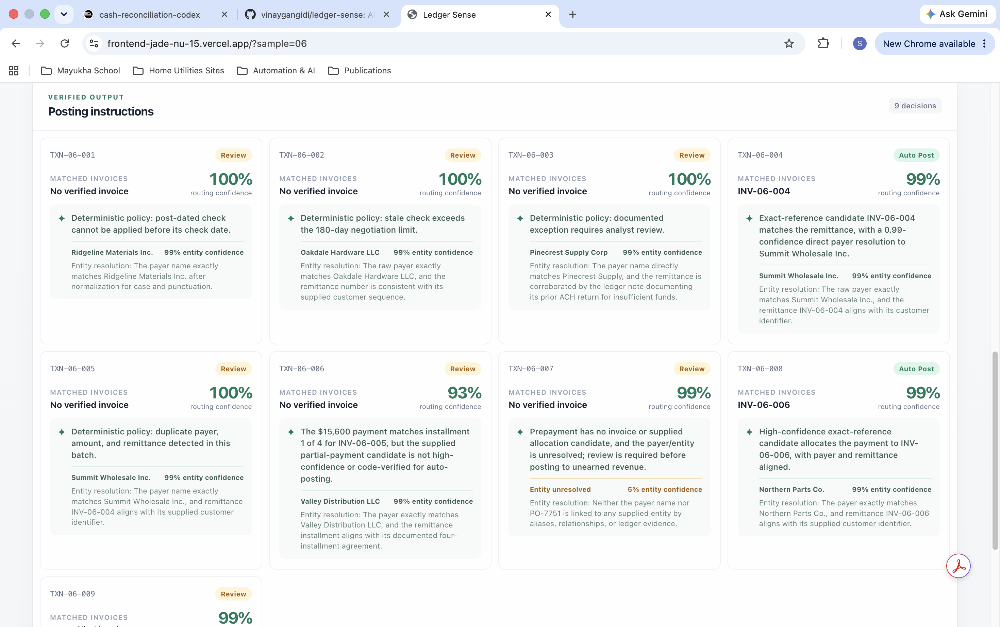 cash-reconciliation-codex
vinaygangidi/ledger-sense:
Ledger Sense
Ask Gemini
frontend-jade-nu-15.vercel.app/?sample=06
S
New Chrome available
Mayukha School
Home Utilities Sites
Automation & AI
Publications
VERIFIED OUTPUT
Posting instructions
9 decisions
TXN-06-001
Review
MATCHED INVOICES
No verified invoice
100%
routing confidence
Deterministic policy: post-dated check
cannot be applied before its check date.
Ridgeline Materials Inc. 99% entity confidence
Entity resolution: The payer name exactly
matches Ridgeline Materials Inc. after
normalization for case and punctuation.
TXN-06-002
Review
MATCHED INVOICES
No verified invoice
100%
routing confidence
Deterministic policy: stale check exceeds
the 180-day negotiation limit.
Oakdale Hardware LLC 99% entity confidence
Entity resolution: The raw payer exactly
matches Oakdale Hardware LLC, and the
remittance number is consistent with its
supplied customer sequence.
TXN-06-003
Review
MATCHED INVOICES
No verified invoice
100%
routing confidence
Deterministic policy: documented
exception requires analyst review.
Pinecrest Supply Corp 99% entity confidence
Entity resolution: The payer name directly
matches Pinecrest Supply, and the remittance is
corroborated by the ledger note documenting
its prior ACH return for insufficient funds.
TXN-06-004
Auto Post
MATCHED INVOICES
INV-06-004
99%
routing confidence
Exact-reference candidate INV-06-004
matches the remittance, with a 0.99-
confidence direct payer resolution to
Summit Wholesale Inc.
Summit Wholesale Inc. 99% entity confidence
Entity resolution: The raw payer exactly
matches Summit Wholesale Inc., and the
remittance INV-06-004 aligns with its customer
identifier.
TXN-06-005
Review
MATCHED INVOICES
No verified invoice
100%
routing confidence
Deterministic policy: duplicate payer,
amount, and remittance detected in this
batch.
Summit Wholesale Inc. 99% entity confidence
Entity resolution: The payer name exactly
matches Summit Wholesale Inc., and remittance
INV-06-004 aligns with its supplied customer
identifier.
TXN-06-006
Review
MATCHED INVOICES
No verified invoice
93%
routing confidence
The $15,600 payment matches installment
1 of 4 for INV-06-005, but the supplied
partial-payment candidate is not high-
confidence or code-verified for auto-
posting.
Valley Distribution LLC 99% entity confidence
Entity resolution: The payer exactly matches
Valley Distribution LLC, and the remittance
installment aligns with its documented four-
installment agreement.
TXN-06-007
Review
MATCHED INVOICES
No verified invoice
99%
routing confidence
Prepayment has no invoice or supplied
allocation candidate, and the payer/entity
is unresolved; review is required before
posting to unearned revenue.
Entity unresolved 5% entity confidence
Entity resolution: Neither the payer name nor
PO-7751 is linked to any supplied entity by
aliases, relationships, or ledger evidence.
TXN-06-008
Auto Post
MATCHED INVOICES
INV-06-006
99%
routing confidence
High-confidence exact-reference
candidate allocates the payment to INV-
06-006, with payer and remittance
aligned.
Northern Parts Co. 99% entity confidence
Entity resolution: The payer exactly matches
Northern Parts Co., and remittance INV-06-006
aligns with its supplied customer identifier.
TXN-06-009
Review
MATCHED INVOICES
99%